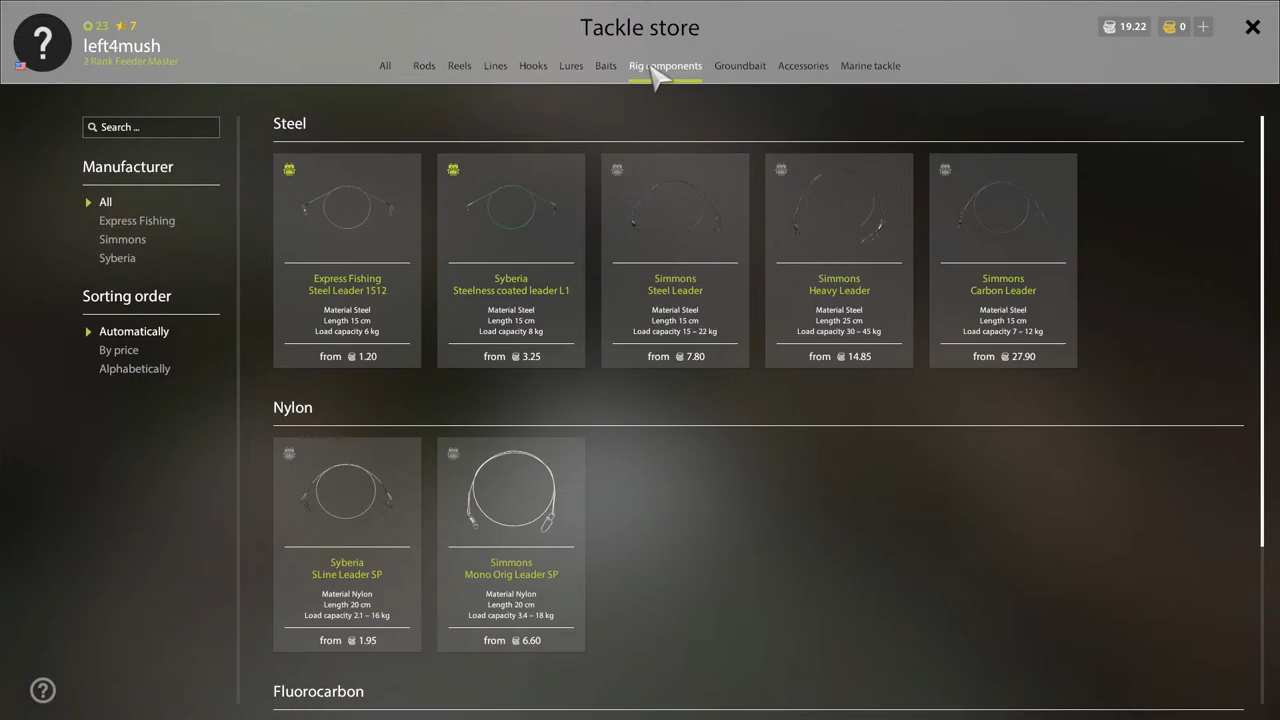 23 7
left4mush
2 Rank Feeder Master
Tackle store
19.22 0 +
All Rods Reels Lines Hooks Lures Baits Rig components Groundbait Accessories Marine tackle
Search ...
Manufacturer
All
Express Fishing
Simmons
Syberia
Sorting order
Automatically
By price
Alphabetically
Steel
Express Fishing
Steel Leader 1512
Material Steel
Length 15 cm
Load capacity 6 kg
from 1.20
Syberia
Steelness coated leader L1
Material Steel
Length 15 cm
Load capacity 8 kg
from 3.25
Simmons
Steel Leader
Material Steel
Length 15 cm
Load capacity 15 – 22 kg
from 7.80
Simmons
Heavy Leader
Material Steel
Length 25 cm
Load capacity 30 – 45 kg
from 14.85
Simmons
Carbon Leader
Material Steel
Length 15 cm
Load capacity 7 – 12 kg
from 27.90
Nylon
Syberia
SLine Leader SP
Material Nylon
Length 20 cm
Load capacity 2.1 – 16 kg
from 1.95
Simmons
Mono Orig Leader SP
Material Nylon
Length 20 cm
Load capacity 3.4 – 18 kg
from 6.60
Fluorocarbon